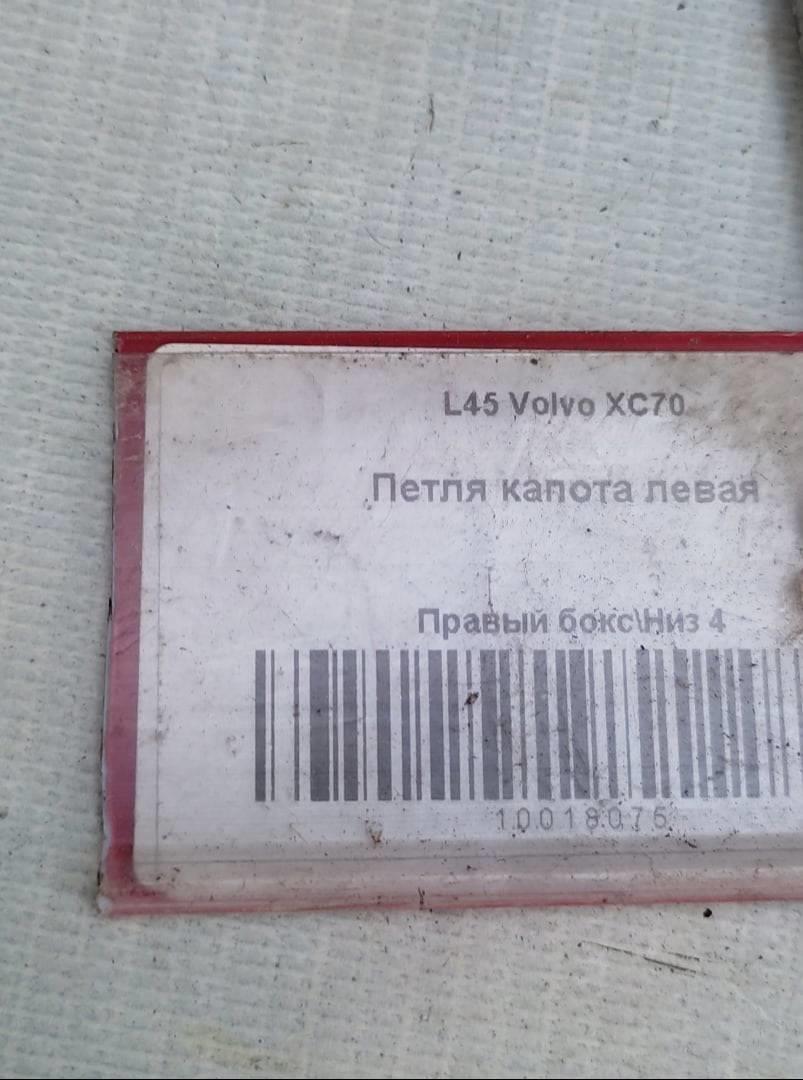 L45 Volvo XC70
Петля капота левая
Правый бокс\Низ 4
10018075